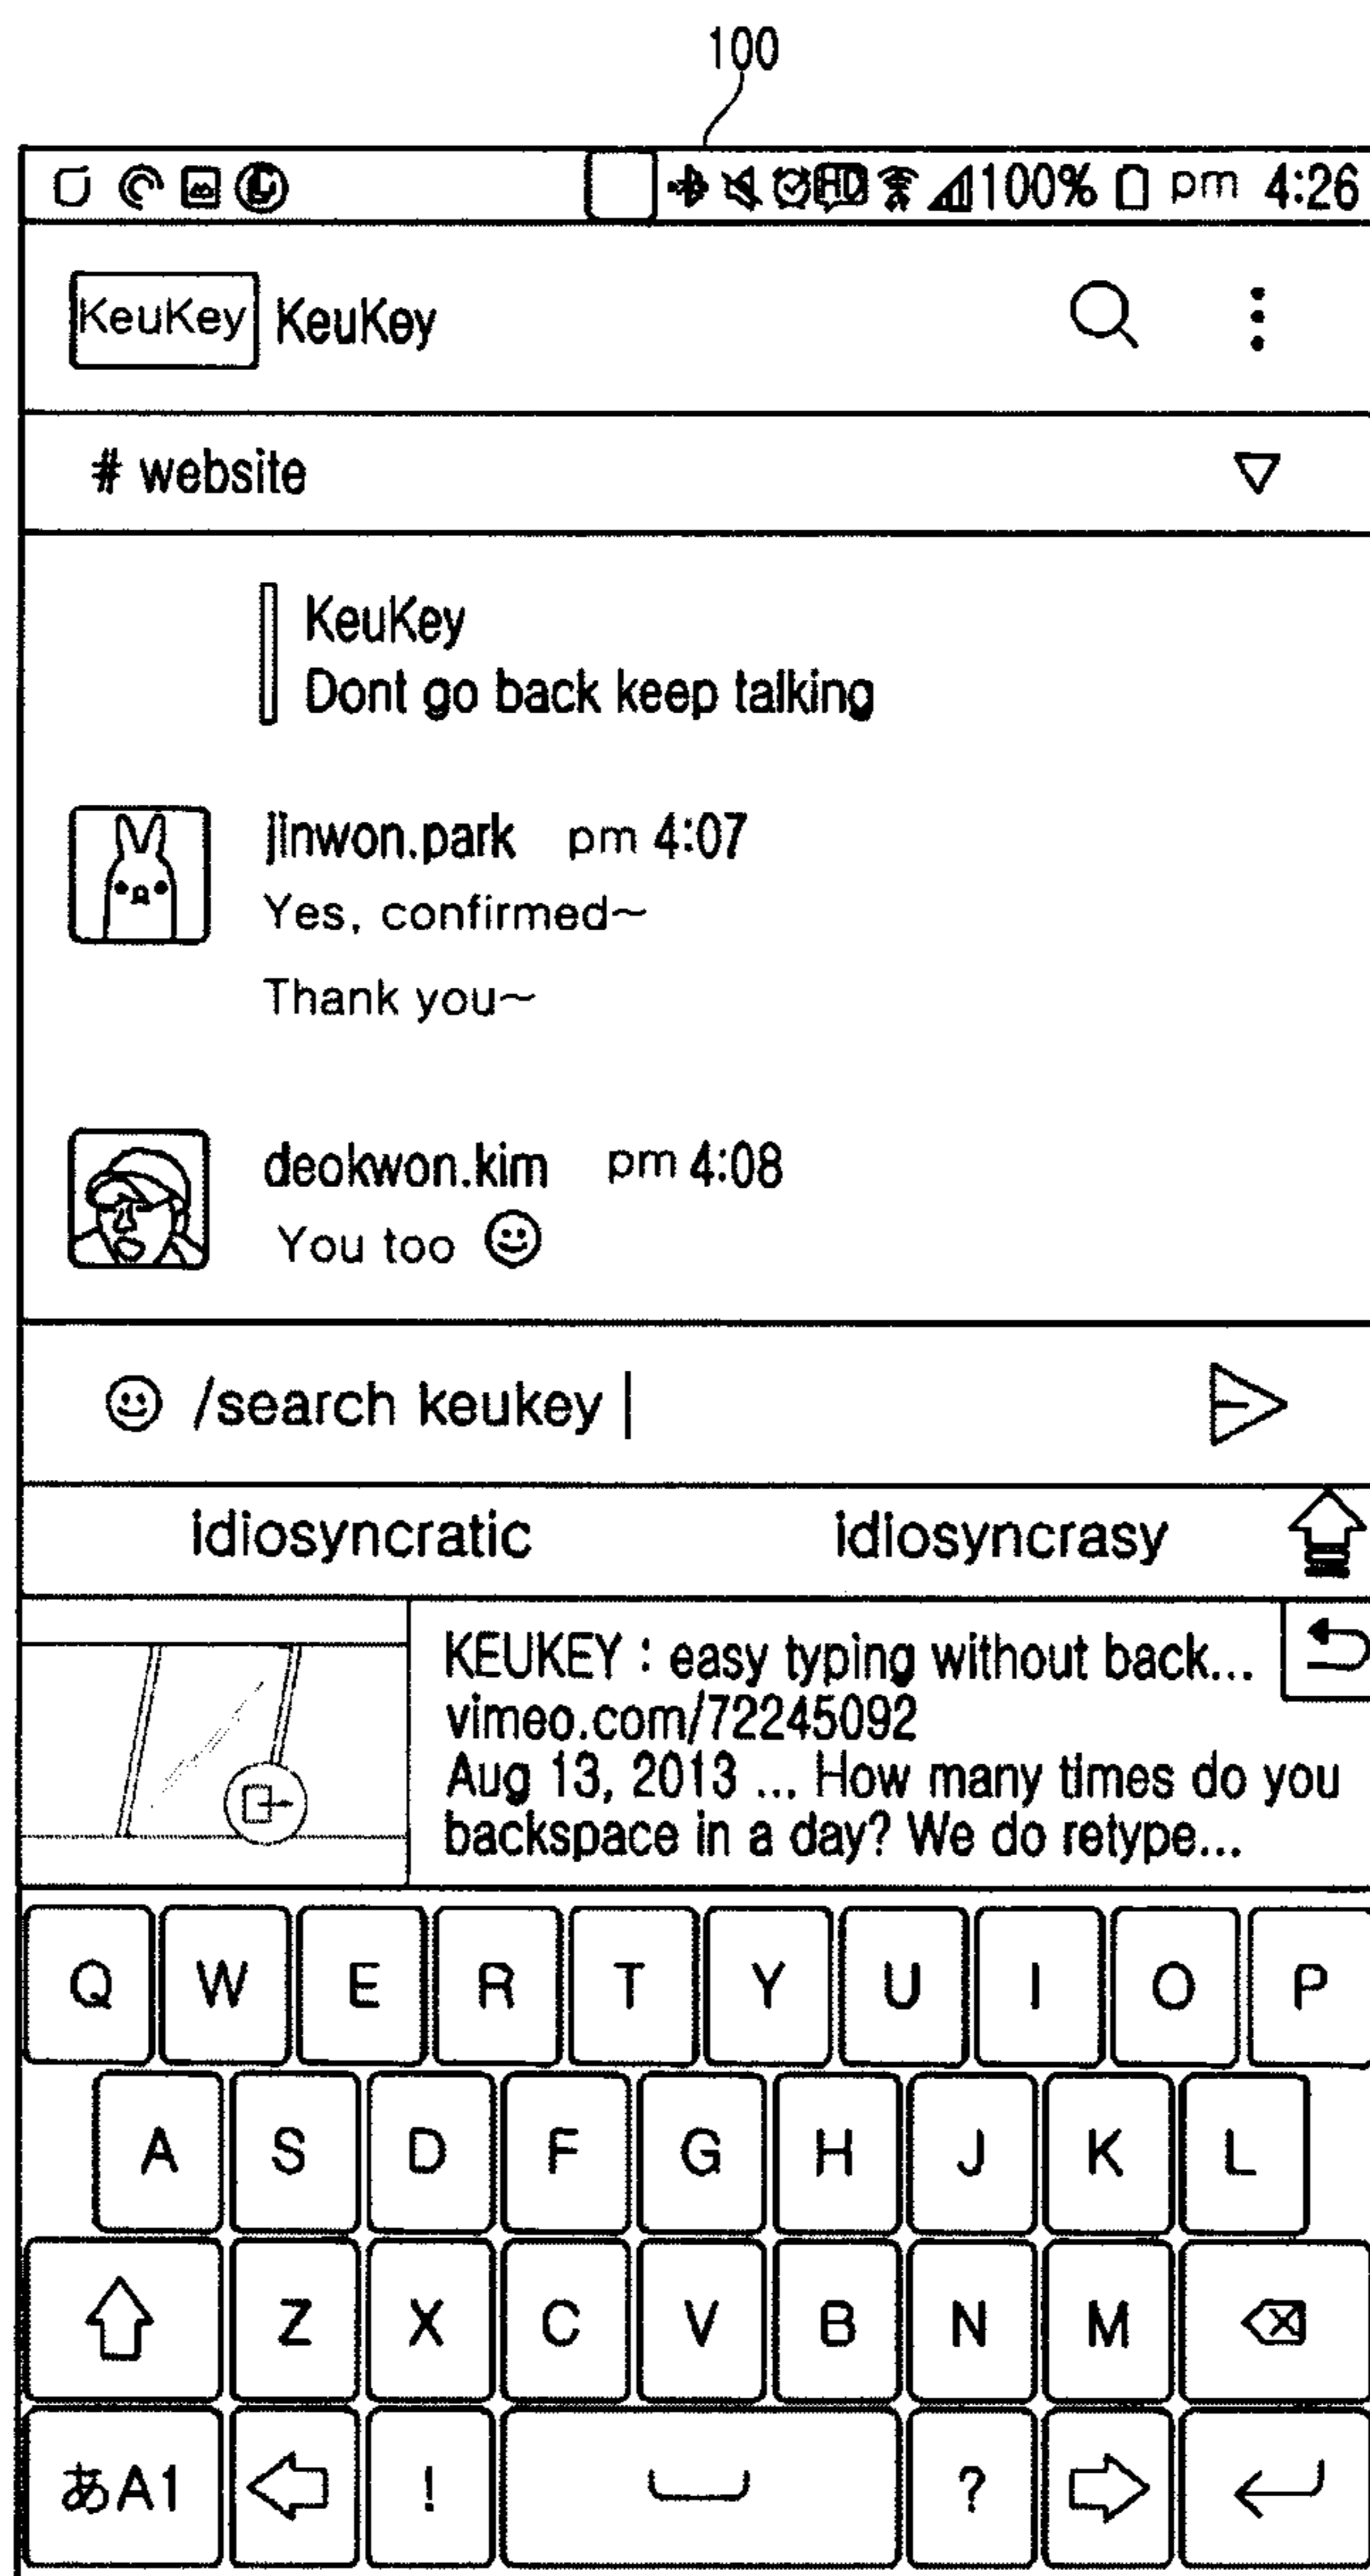 100
HD 100% pm 4:26
KeuKey KeuKey
# website
KeuKey
Dont go back keep talking
jinwon.park pm 4:07
Yes, confirmed~
Thank you~
deokwon.kim pm 4:08
You too
/search keukey
idiosyncratic idiosyncrasy
KEUKEY : easy typing without back...
vimeo.com/72245092
Aug 13, 2013 ... How many times do you
backspace in a day? We do retype...
Q W E R T Y U I O P
A S D F G H J K L
Z X C V B N M
あA1 ! ?